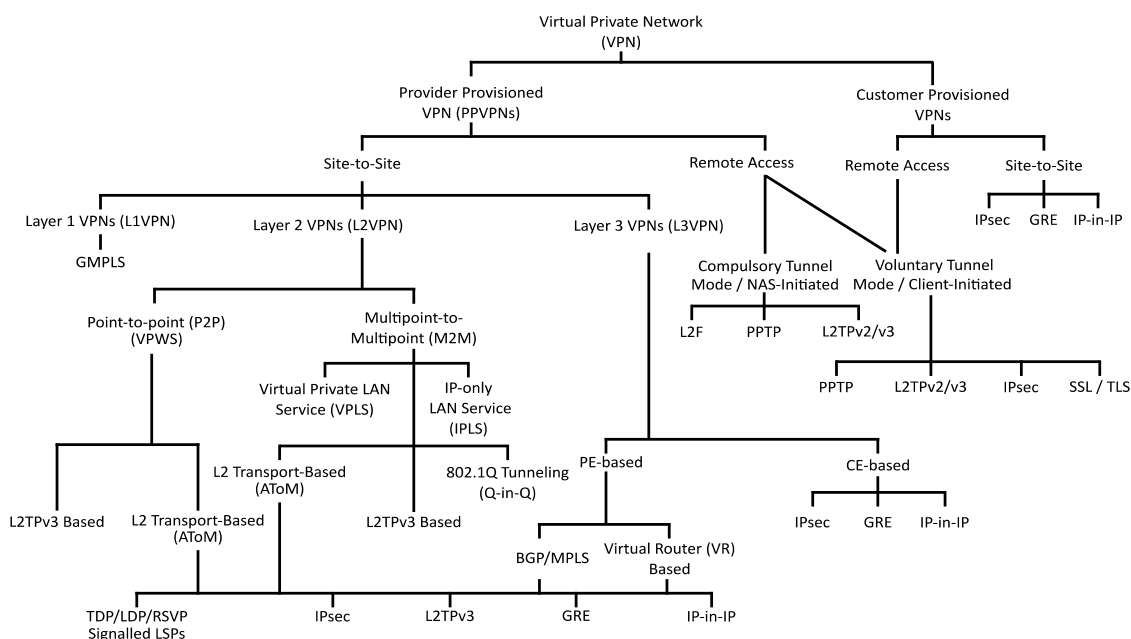 Virtual Private Network
(VPN)
Provider Provisioned
VPN (PPVPNs)
Customer Provisioned
VPNs
Site-to-Site
Remote Access
Remote Access
Site-to-Site
IPsec
GRE
IP-in-IP
Layer 1 VPNs (L1VPN)
Layer 2 VPNs (L2VPN)
Layer 3 VPNs (L3VPN)
GMPLS
Compulsory Tunnel
Mode / NAS-Initiated
Voluntary Tunnel
Mode / Client-Initiated
L2F
PPTP
L2TPv2/v3
Point-to-point (P2P)
(VPWS)
Multipoint-to-
Multipoint (M2M)
PPTP
L2TPv2/v3
IPsec
SSL / TLS
Virtual Private LAN
Service (VPLS)
IP-only
LAN Service
(IPLS)
L2 Transport-Based
(AToM)
802.1Q Tunneling
(Q-in-Q)
PE-based
CE-based
L2TPv3 Based
L2 Transport-Based
(AToM)
L2TPv3 Based
IPsec
GRE
IP-in-IP
BGP/MPLS
Virtual Router (VR)
Based
TDP/LDP/RSVP
Signalled LSPs
IPsec
L2TPv3
GRE
IP-in-IP